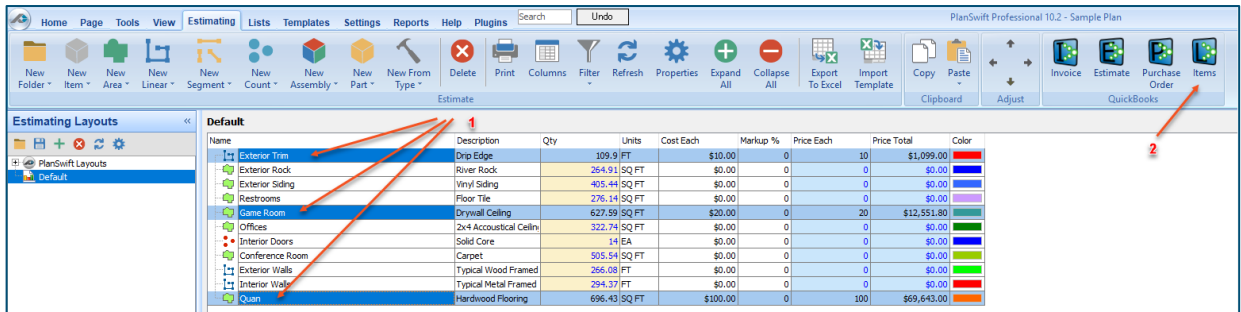 Home Page Tools View Estimating Lists Templates Settings Reports Help Plugins Search Undo PlanSwift Professional 10.2 - Sample Plan
New Folder New Item New Area New Linear New Segment New Count New Assembly New Part New From Type Delete Print Columns Filter Refresh Properties Expand All Collapse All Export To Excel Import Template Copy Paste Invoice Estimate Purchase Order Items
Estimate Clipboard Adjust QuickBooks
Estimating Layouts « Default 1
Name Description Qty Units Cost Each Markup % Price Each Price Total Color
2
PlanSwift Layouts
Default
Exterior Trim Drip Edge 109.9 FT $10.00 0 10 $1,099.00
Exterior Rock River Rock 264.91 SQ FT $0.00 0 0 $0.00
Exterior Siding Vinyl Siding 405.44 SQ FT $0.00 0 0 $0.00
Restrooms Floor Tile 276.14 SQ FT $0.00 0 0 $0.00
Game Room Drywall Ceiling 627.59 SQ FT $20.00 0 20 $12,551.80
Offices 2x4 Accoustical Ceilin 322.74 SQ FT $0.00 0 0 $0.00
Interior Doors Solid Core 14 EA $0.00 0 0 $0.00
Conference Room Carpet 505.54 SQ FT $0.00 0 0 $0.00
Exterior Walls Typical Wood Framed 266.08 FT $0.00 0 0 $0.00
Interior Walls Typical Metal Framed 294.37 FT $0.00 0 0 $0.00
Quan Hardwood Flooring 696.43 SQ FT $100.00 0 100 $69,643.00